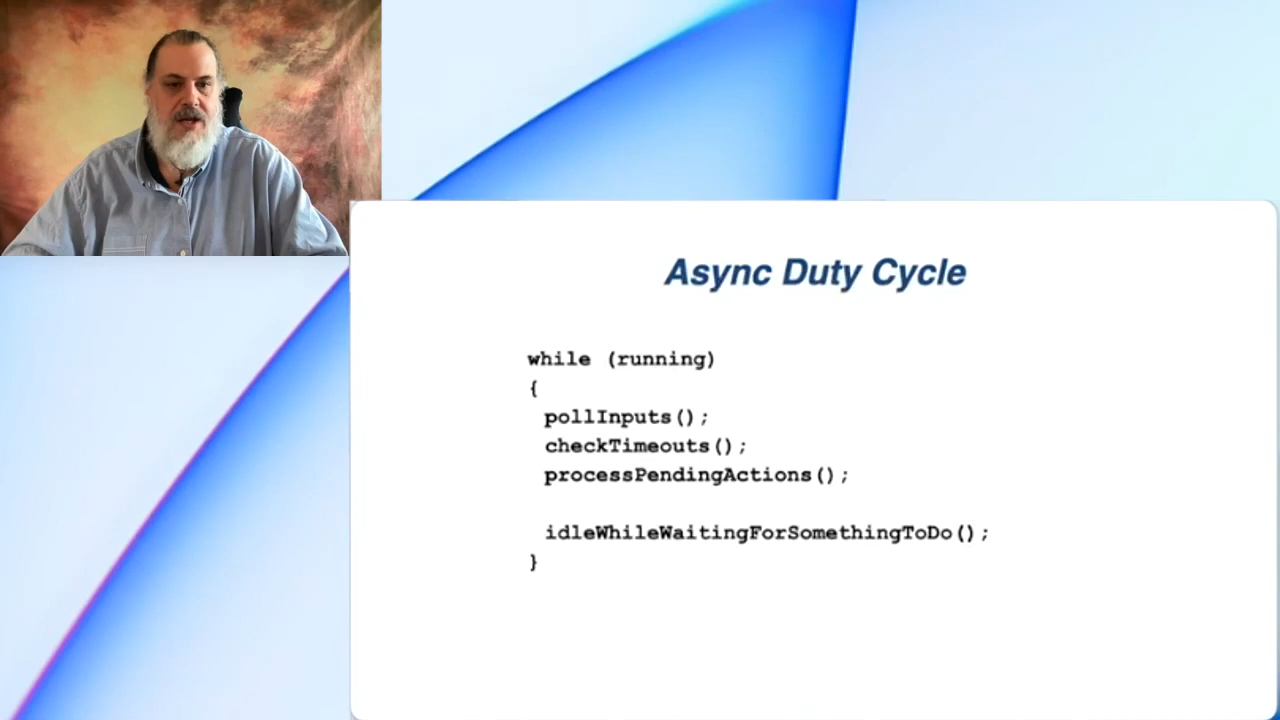 Async Duty Cycle
while (running)
{
pollInputs();
checkTimeouts();
processPendingActions();
idleWhileWaitingForSomethingToDo();
}